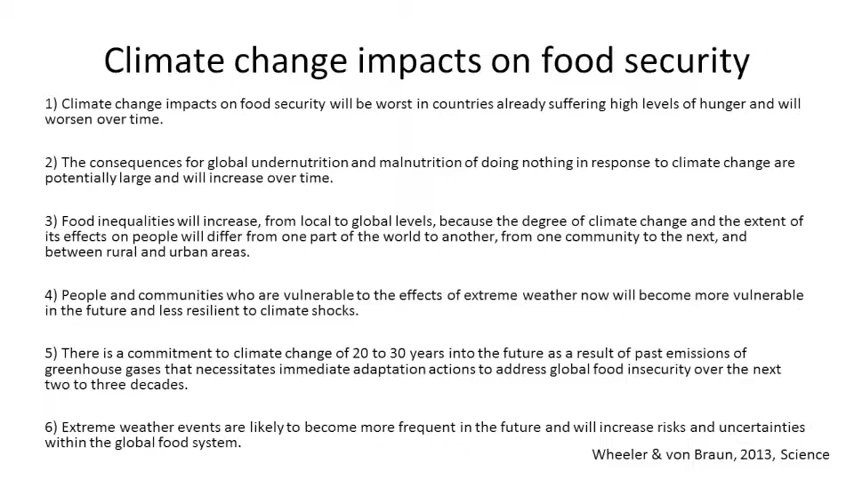 Climate change impacts on food security
1) Climate change impacts on food security will be worst in countries already suffering high levels of hunger and will
worsen over time.
2) The consequences for global undernutrition and malnutrition of doing nothing in response to climate change are
potentially large and will increase over time.
3) Food inequalities will increase, from local to global levels, because the degree of climate change and the extent of
its effects on people will differ from one part of the world to another, from one community to the next, and
between rural and urban areas.
4) People and communities who are vulnerable to the effects of extreme weather now will become more vulnerable
in the future and less resilient to climate shocks.
5) There is a commitment to climate change of 20 to 30 years into the future as a result of past emissions of
greenhouse gases that necessitates immediate adaptation actions to address global food insecurity over the next
two to three decades.
6) Extreme weather events are likely to become more frequent in the future and will increase risks and uncertainties
within the global food system.
Wheeler & von Braun, 2013, Science